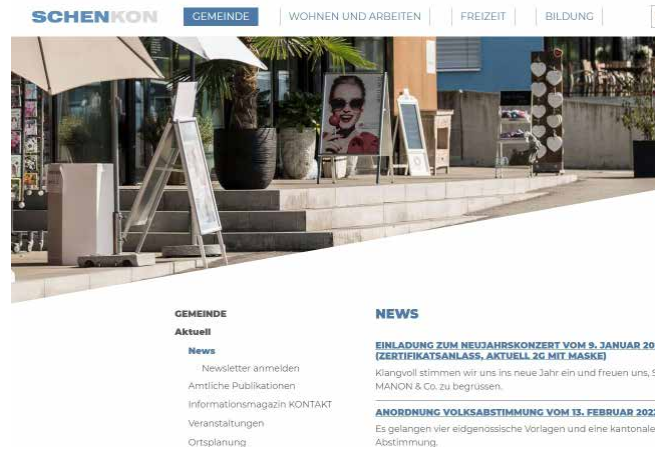 SCHENKON
GEMEINDE
WOHNEN UND ARBEITEN
FREIZEIT
BILDUNG
GEMEINDE
Aktuell
News
Newsletter anmelden
Amtliche Publikationen
Informationsmagazin KONTAKT
Veranstaltungen
Ortsplanung
NEWS
EINLADUNG ZUM NEUJAHRSKONZERT VOM 9. JANUAR 20
(ZERTIFIKATSANLASS, AKTUELL 2G MIT MASKE)
Klangvoll stimmen wir uns ins neue Jahr ein und freuen uns, S
MANON & Co. zu begrüssen.
ANORDNUNG VOLKSABSTIMMUNG VOM 13. FEBRUAR 2022
Es gelangen vier eidgenössische Vorlagen und eine kantonale
Abstimmung.